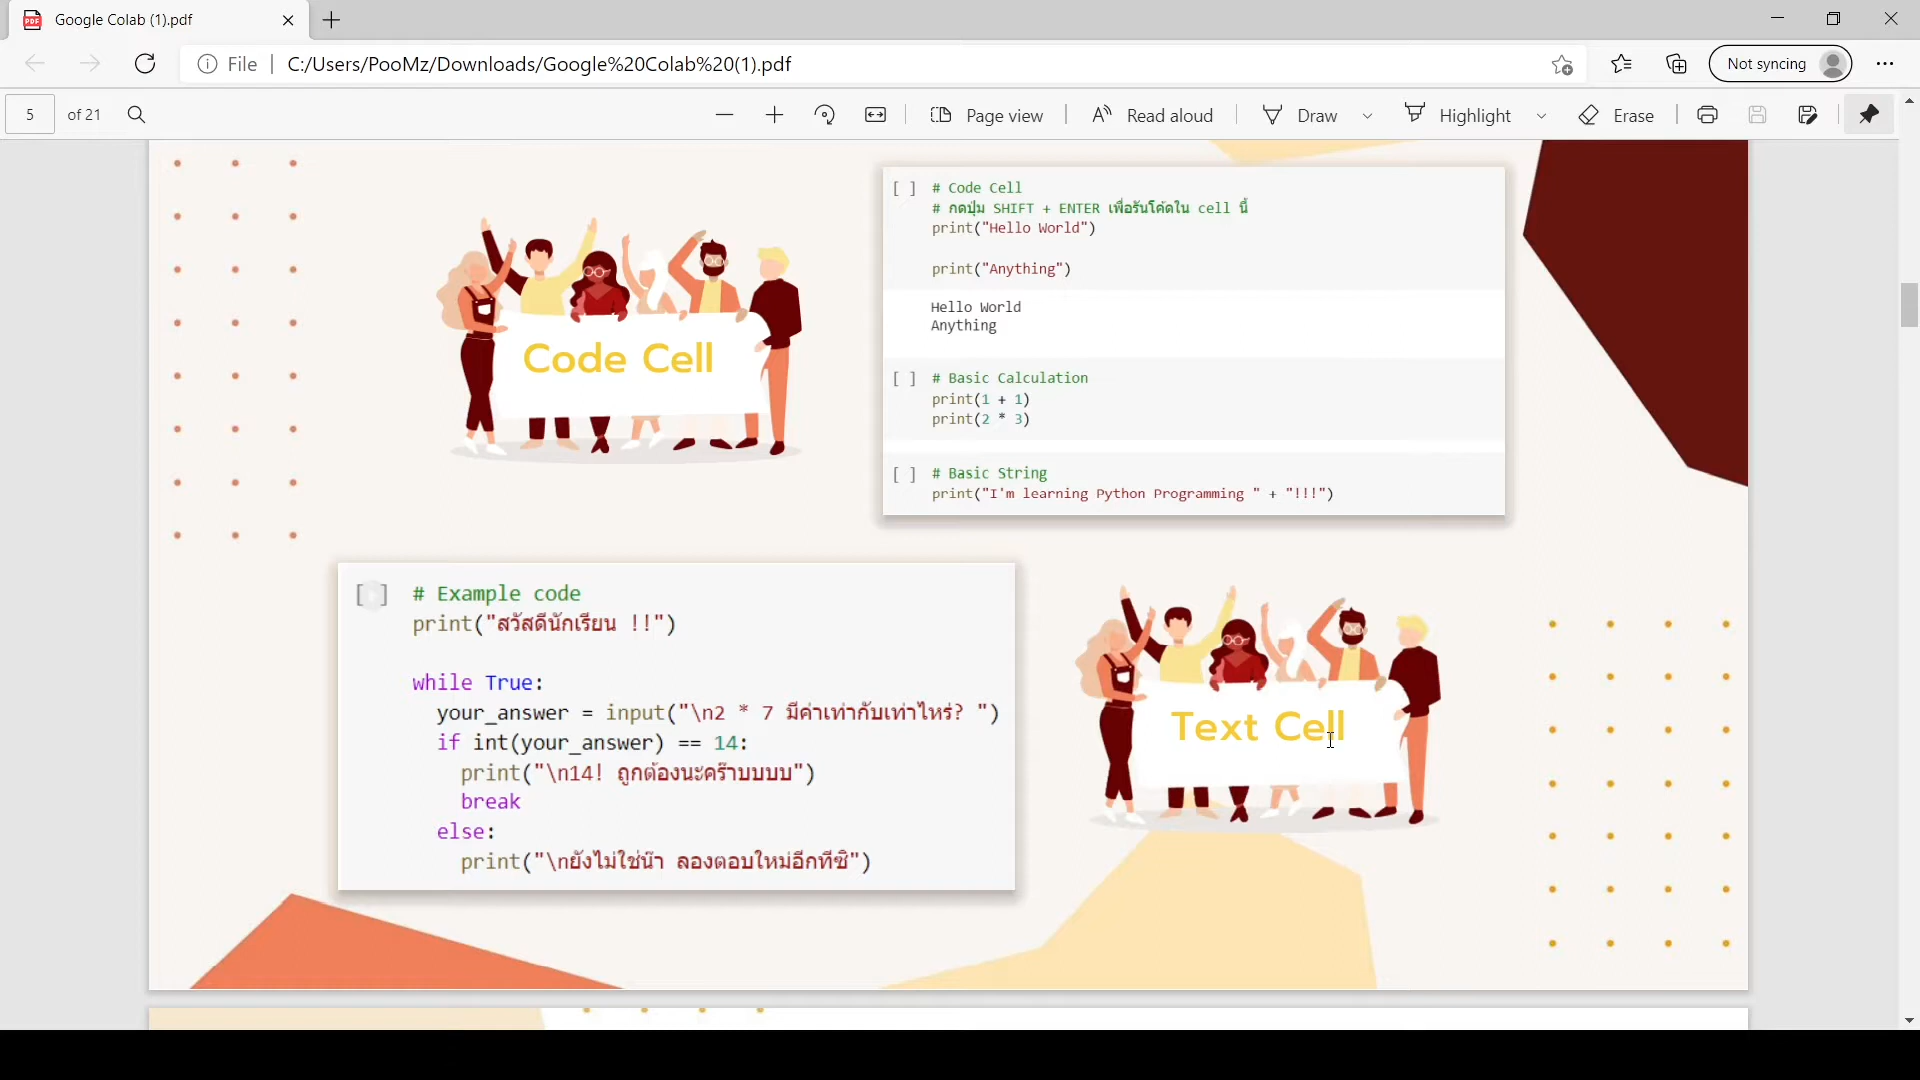 Google Colab (1).pdf
File
C:/Users/PooMz/Downloads/Google%20Colab%20(1).pdf
Not syncing
5 of 21
Page view
Read aloud
Draw
Highlight
Erase
Code Cell
[ ] # Code Cell
# กดปุ่ม SHIFT + ENTER เพื่อรันโค้ดใน cell นี้
print("Hello World")
print("Anything")
Hello World
Anything
[ ] # Basic Calculation
print(1 + 1)
print(2 * 3)
[ ] # Basic String
print("I'm learning Python Programming " + "!!!")
[ ] # Example code
print("สวัสดีนักเรียน !!")
while True:
your_answer = input("\n2 * 7 มีค่าเท่ากับเท่าไหร่? ")
if int(your_answer) == 14:
print("\n14! ถูกต้องนะคร๊าบบบบ")
break
else:
print("\nยังไม่ใช่น๊า ลองตอบใหม่อีกทีซิ")
Text Cell